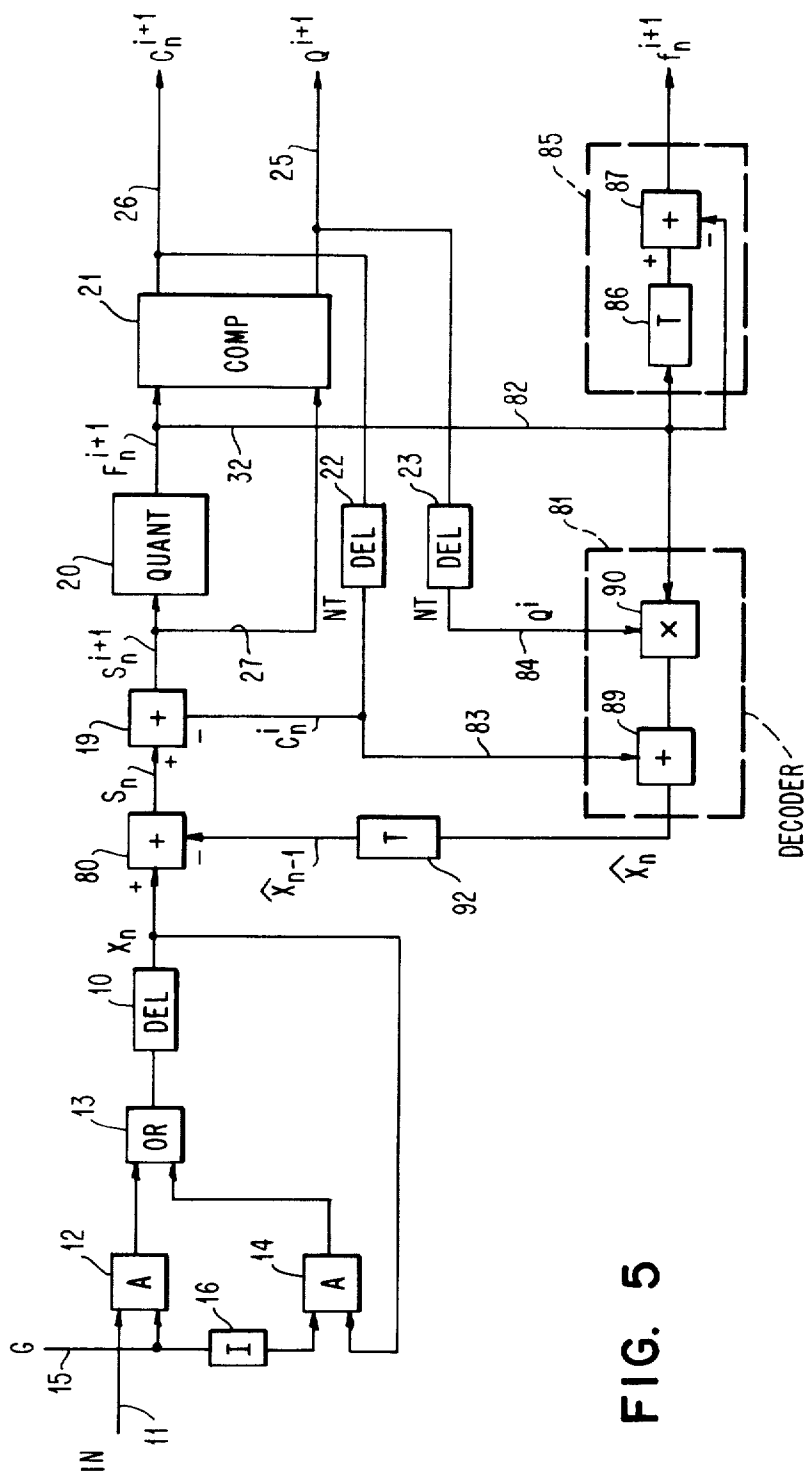 IN
11
15
G
12
A
16
I
14
A
13
OR
10
DEL
X_n
+
80
+
-
S_n
+
19
+
-
S_n^{i+1}
27
20
QUANT
F_n^{i+1}
32
21
COMP
26
C_n^{i+1}
25
Q^{i+1}
C_n^i
NT
22
DEL
NT
23
DEL
Q^i
84
83
82
X̂_{n-1}
T
92
X̂_n
81
90
×
89
+
DECODER
85
86
T
+
87
+
-
f_n^{i+1}
FIG. 5